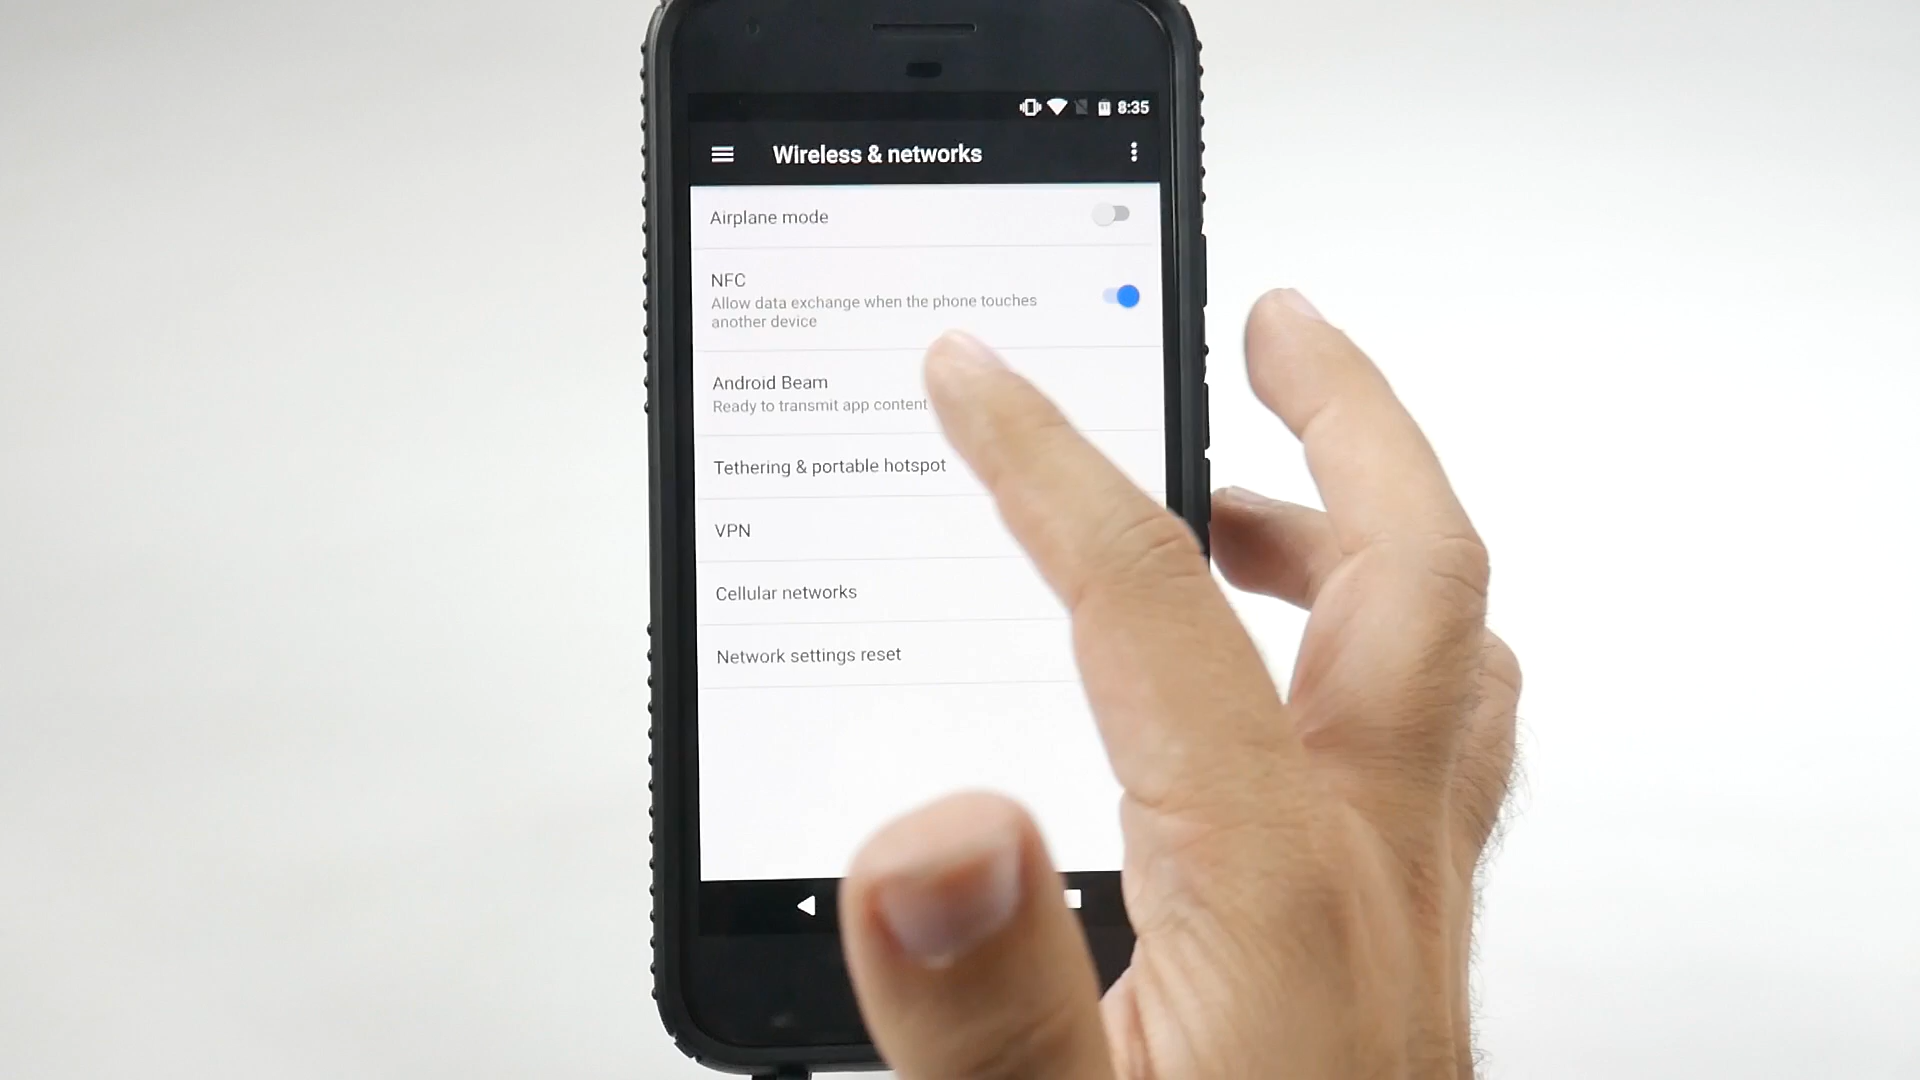 8:35
Wireless & networks
Airplane mode
NFC
Allow data exchange when the phone touches
another device
Android Beam
Ready to transmit app content
Tethering & portable hotspot
VPN
Cellular networks
Network settings reset